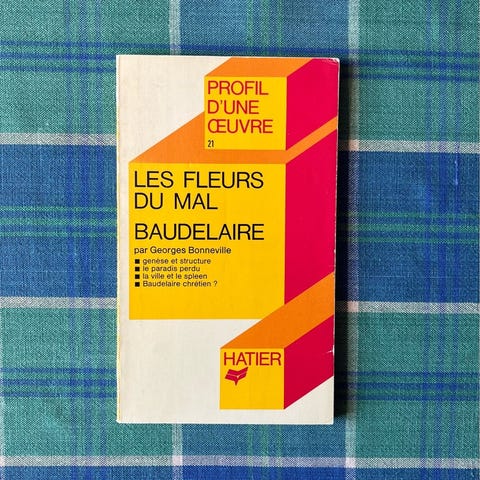 PROFIL
D'UNE
ŒUVRE
21
LES FLEURS
DU MAL
BAUDELAIRE
par Georges Bonneville
■ genèse et structure
■ le paradis perdu
■ la ville et le spleen
■ Baudelaire chrétien ?
HATIER